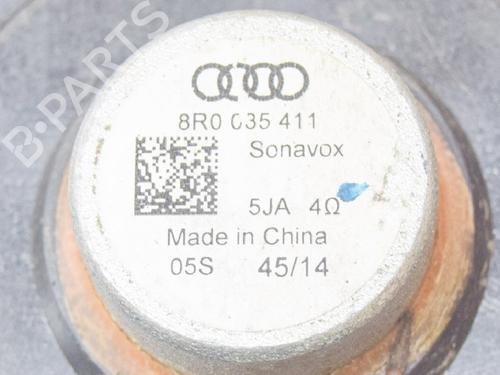 B-PARTS
8R0 035 411
Sonavox
5JA 4Ω
Made in China
05S 45/14